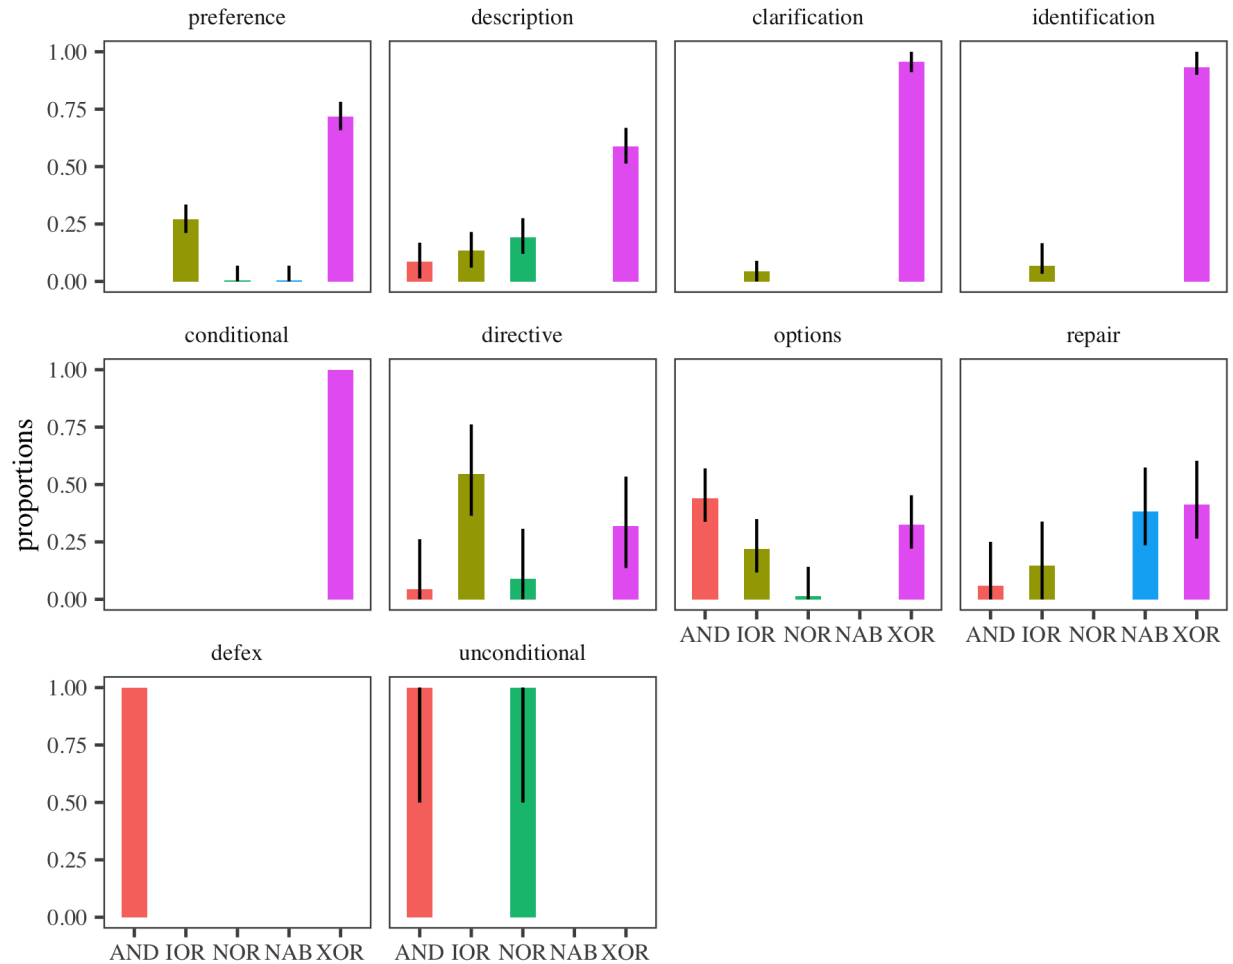 preference description clarification identification
1.00
0.75
0.50
0.25
0.00
conditional directive options repair
proportions
1.00
0.75
0.50
0.25
0.00
AND IOR NOR NAB XOR AND IOR NOR NAB XOR
defex unconditional
1.00
0.75
0.50
0.25
0.00
AND IOR NOR NAB XOR AND IOR NOR NAB XOR